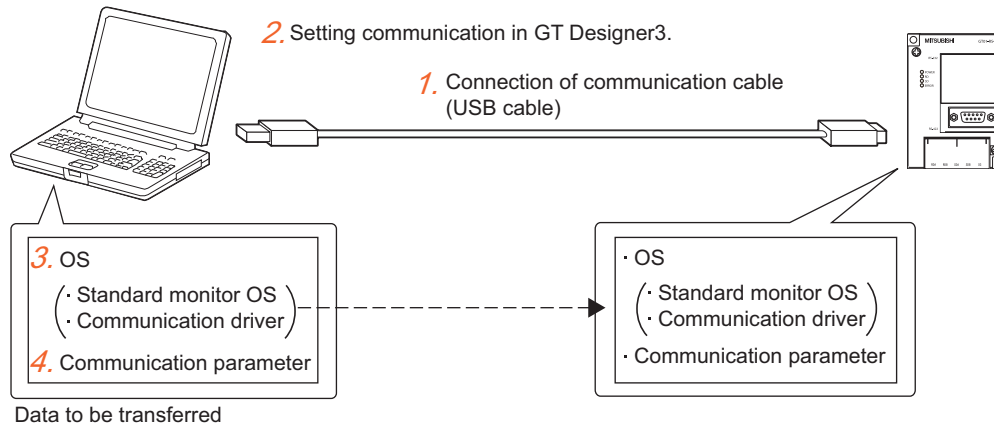 2. Setting communication in GT Designer3.
1. Connection of communication cable
(USB cable)
MITSUBISHI
POWER
3. OS
· Standard monitor OS
· Communication driver
4. Communication parameter
Data to be transferred
· OS
· Standard monitor OS
· Communication driver
· Communication parameter